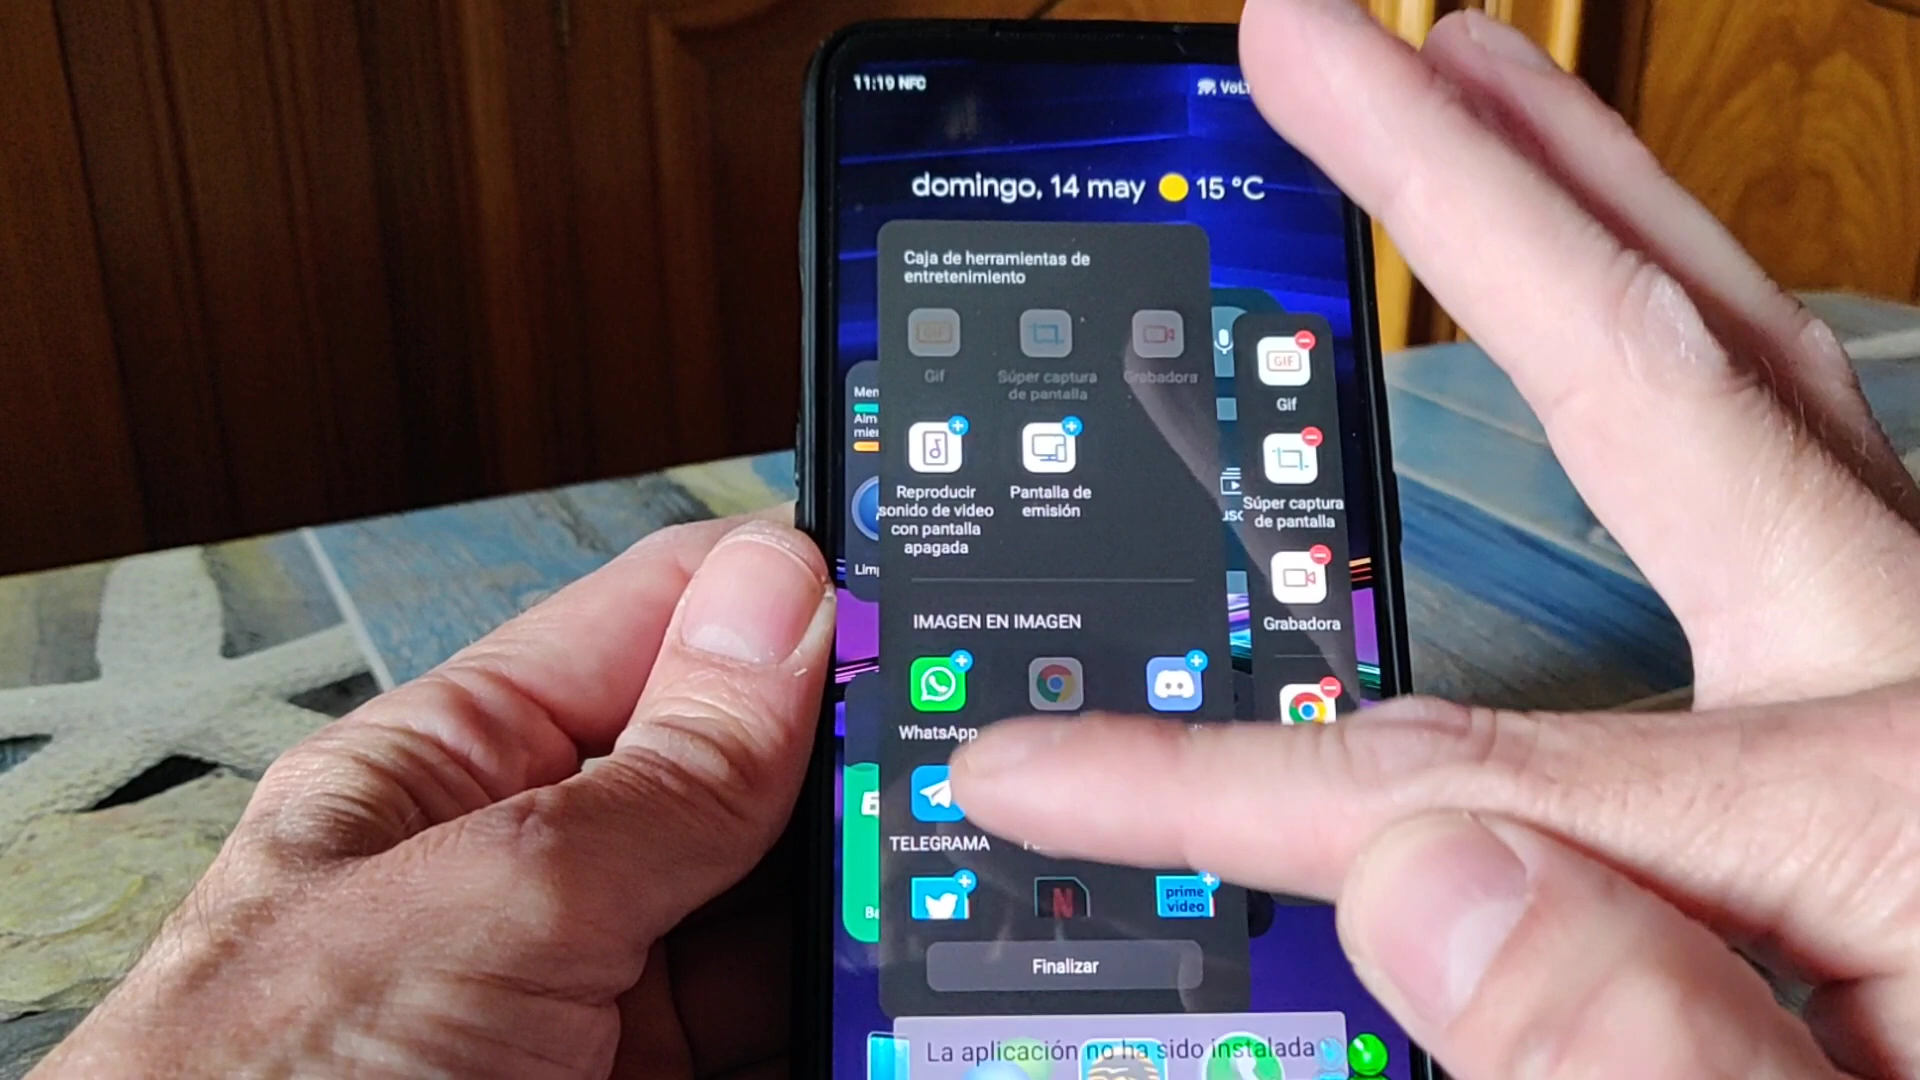 11:19 NFC
domingo, 14 may 15 °C
Caja de herramientas de
entretenimiento
Gif
Súper captura
de pantalla
Grabadora
Reproducir
sonido de video
con pantalla
apagada
Pantalla de
emisión
IMAGEN EN IMAGEN
WhatsApp
TELEGRAMA
N
prime
video
Finalizar
GIF
Gif
Súper captura
de pantalla
Grabadora
La aplicación no ha sido instalada